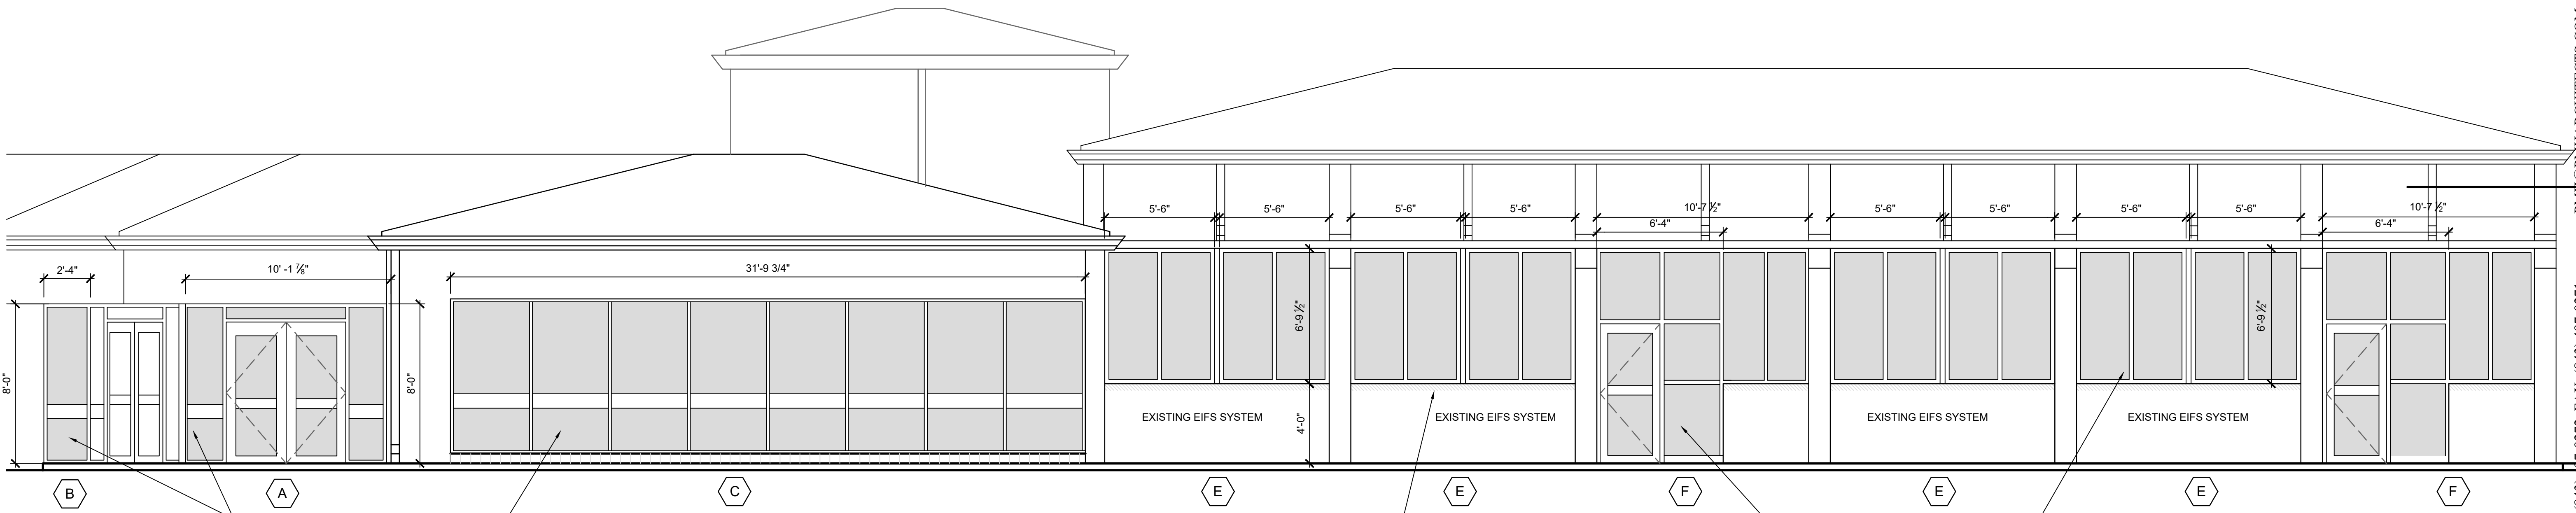 5'-6"
5'-6"
5'-6"
5'-6"
10'-7 ½"
6'-4"
5'-6"
5'-6"
5'-6"
5'-6"
10'-7 ½"
6'-4"
2'-4"
10' -1 ⅞"
31'-9 3/4"
8'-0"
8'-0"
6'-9 ½"
6'-9 ½"
4'-0"
EXISTING EIFS SYSTEM
EXISTING EIFS SYSTEM
EXISTING EIFS SYSTEM
EXISTING EIFS SYSTEM
B
A
C
E
E
F
E
E
F